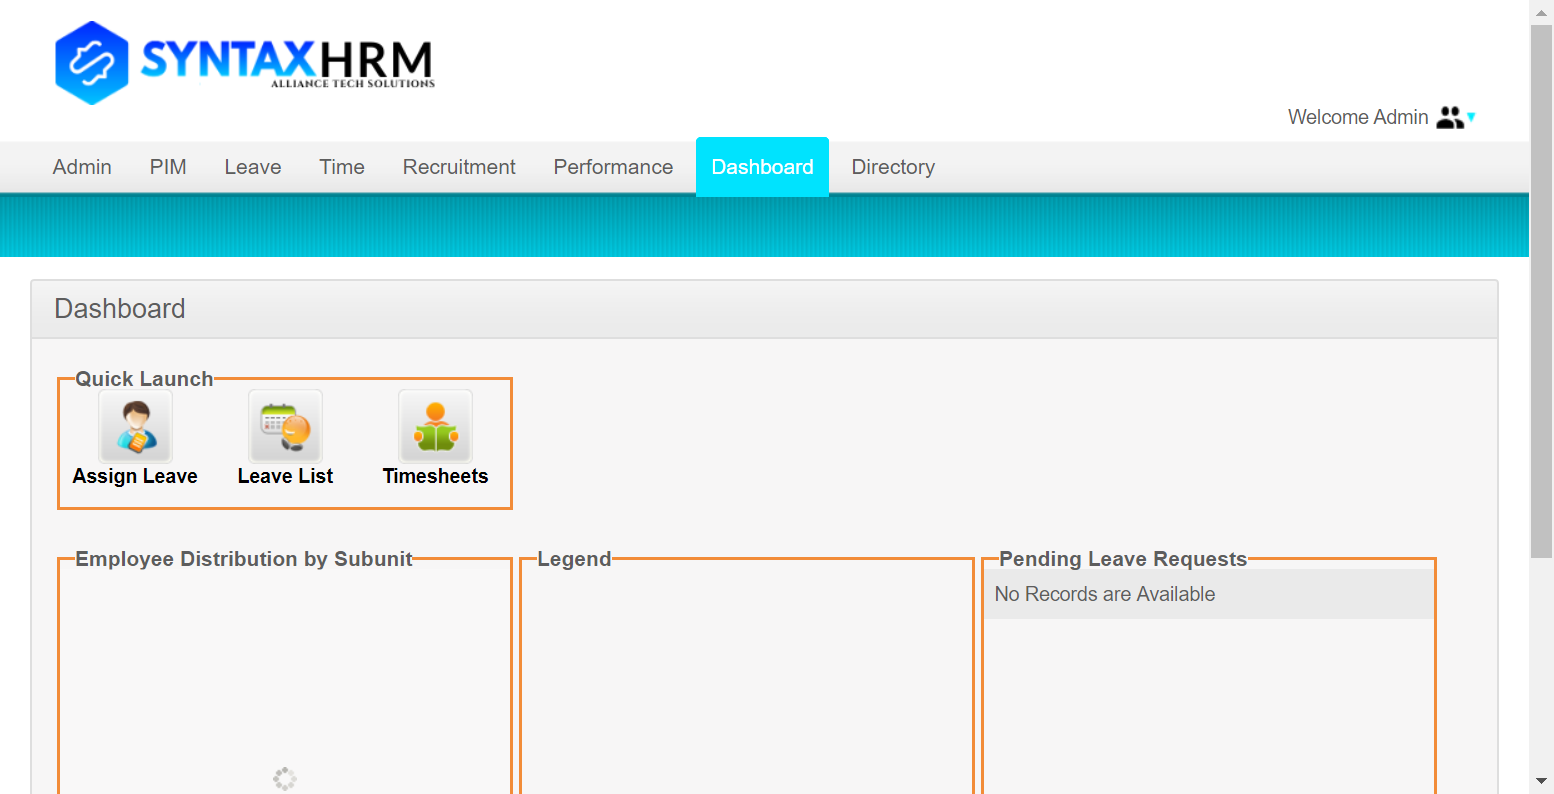 SYNTAXHRM
ALLIANCE TECH SOLUTIONS
Welcome Admin
Admin PIM Leave Time Recruitment Performance Dashboard Directory
Dashboard
Quick Launch
Assign Leave Leave List Timesheets
Employee Distribution by Subunit Legend Pending Leave Requests
No Records are Available